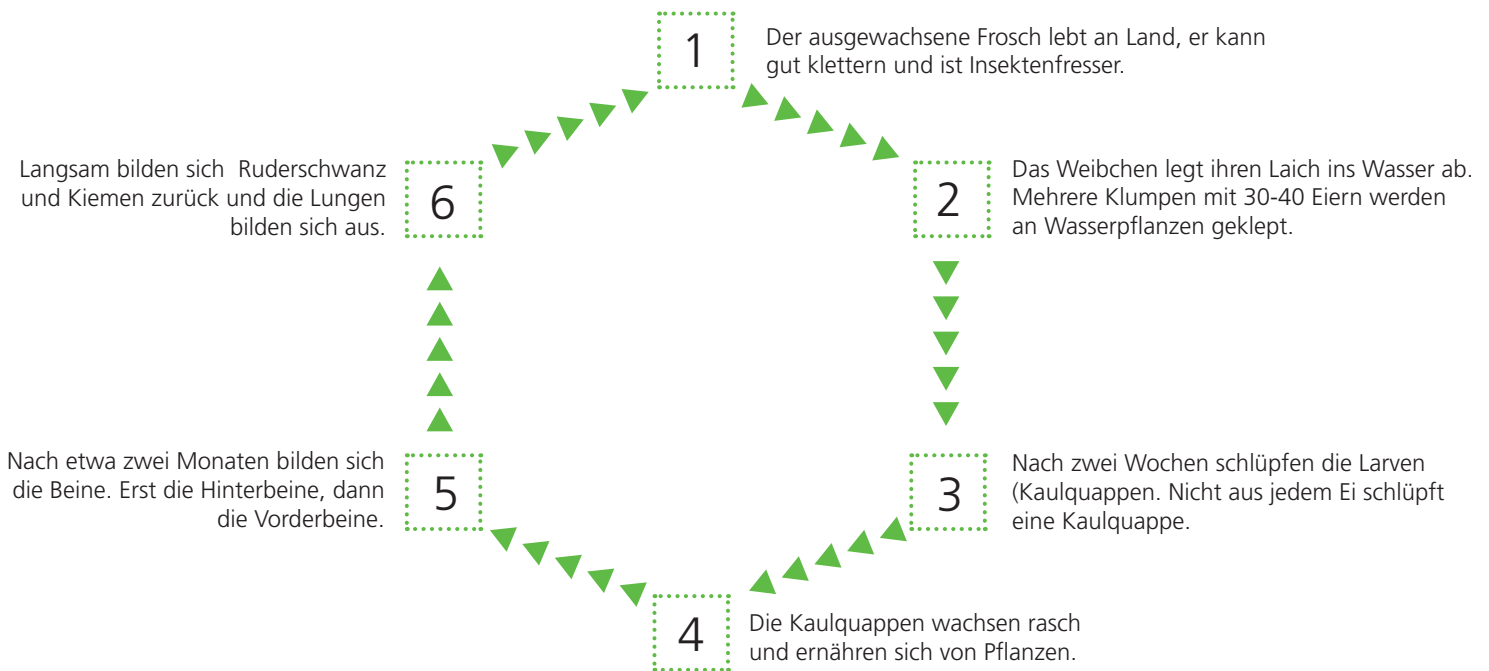 1
Der ausgewachsene Frosch lebt an Land, er kann
gut klettern und ist Insektenfresser.
2
Das Weibchen legt ihren Laich ins Wasser ab.
Mehrere Klumpen mit 30-40 Eiern werden
an Wasserpflanzen geklept.
3
Nach zwei Wochen schlüpfen die Larven
(Kaulquappen. Nicht aus jedem Ei schlüpft
eine Kaulquappe.
4
Die Kaulquappen wachsen rasch
und ernähren sich von Pflanzen.
5
Nach etwa zwei Monaten bilden sich
die Beine. Erst die Hinterbeine, dann
die Vorderbeine.
6
Langsam bilden sich Ruderschwanz
und Kiemen zurück und die Lungen
bilden sich aus.